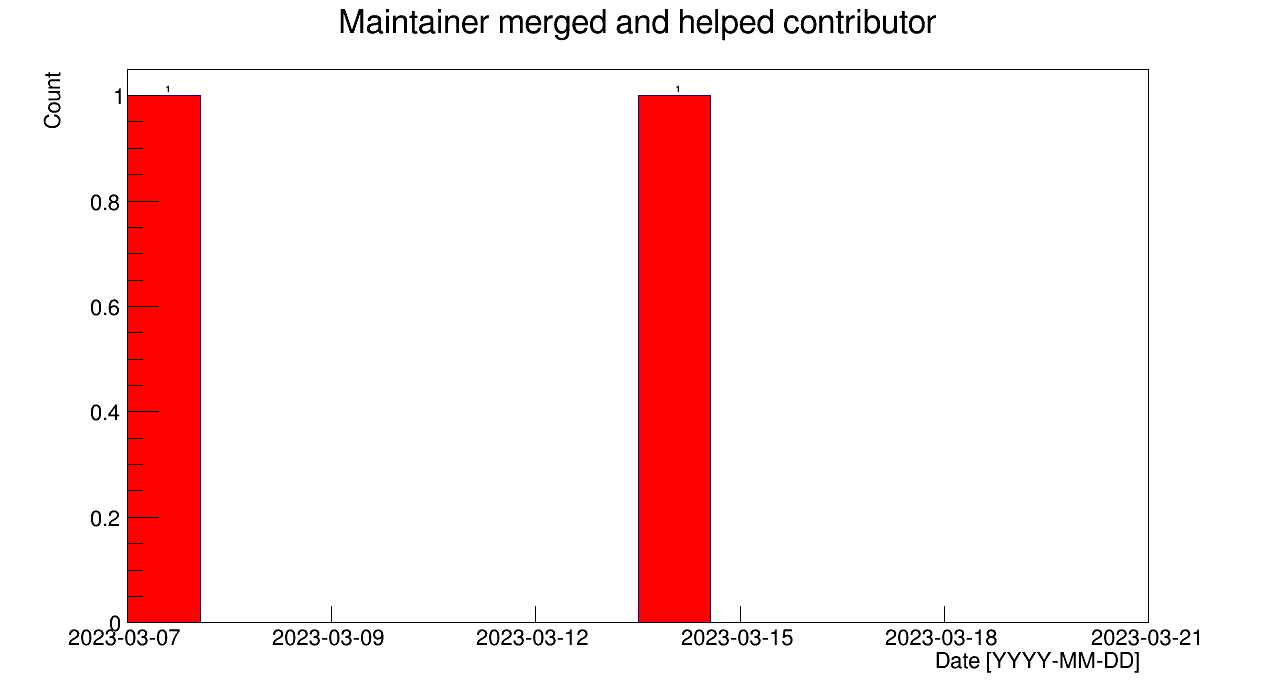 Maintainer merged and helped contributor
Count
1 1
1
0.8
0.6
0.4
0.2
0
2023-03-07 2023-03-09 2023-03-12 2023-03-15 2023-03-18 2023-03-21
Date [YYYY-MM-DD]